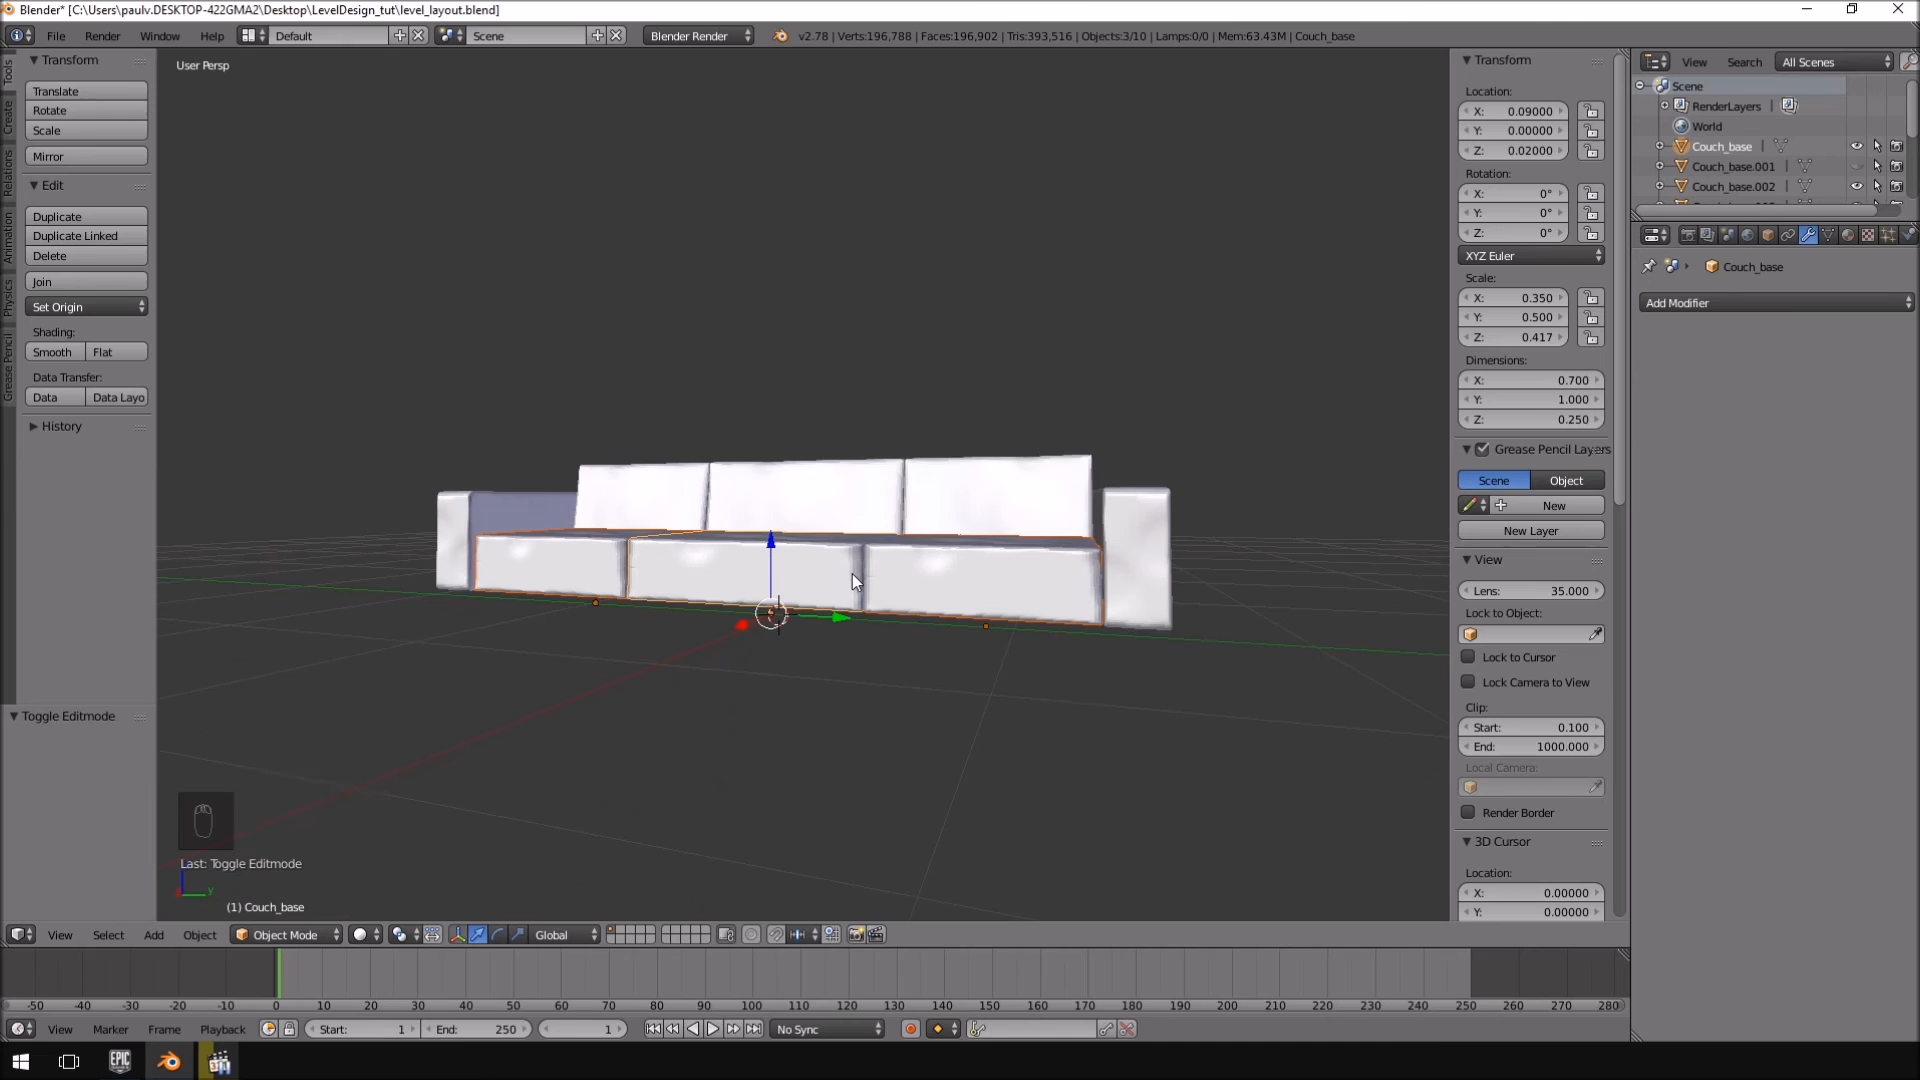 Blender* [C:\Users\paulv.DESKTOP-422GMA2\Desktop\LevelDesign_tut\level_layout.blend]
File Render Window Help Default Scene Blender Render v2.78 | Verts:196,788 | Faces:196,902 | Tris:393,516 | Objects:3/10 | Lamps:0/0 | Mem:63.43M | Couch_base
Tools
Create
Relations
Animation
Physics
Grease Pencil
Transform
Translate
Rotate
Scale
Mirror
Edit
Duplicate
Duplicate Linked
Delete
Join
Set Origin
Shading:
Smooth Flat
Data Transfer:
Data Data Layo
History
Toggle Editmode
User Persp
Last: Toggle Editmode
y
(1) Couch_base
Transform
Location:
X: 0.09000
Y: 0.00000
Z: 0.02000
Rotation:
X: 0°
Y: 0°
Z: 0°
XYZ Euler
Scale:
X: 0.350
Y: 0.500
Z: 0.417
Dimensions:
X: 0.700
Y: 1.000
Z: 0.250
Grease Pencil Layers
Scene Object
New
New Layer
View
Lens: 35.000
Lock to Object:
Lock to Cursor
Lock Camera to View
Clip:
Start: 0.100
End: 1000.000
Local Camera:
Render Border
3D Cursor
Location:
X: 0.00000
Y: 0.00000
View Search All Scenes
Scene
RenderLayers
World
Couch_base
Couch_base.001
Couch_base.002
Couch_base
Add Modifier
View Select Add Object Object Mode Global
-50 -40 -30 -20 -10 0 10 20 30 40 50 60 70 80 90 100 110 120 130 140 150 160 170 180 190 200 210 220 230 240 250 260 270 280
View Marker Frame Playback Start: 1 End: 250 1 No Sync
EPIC